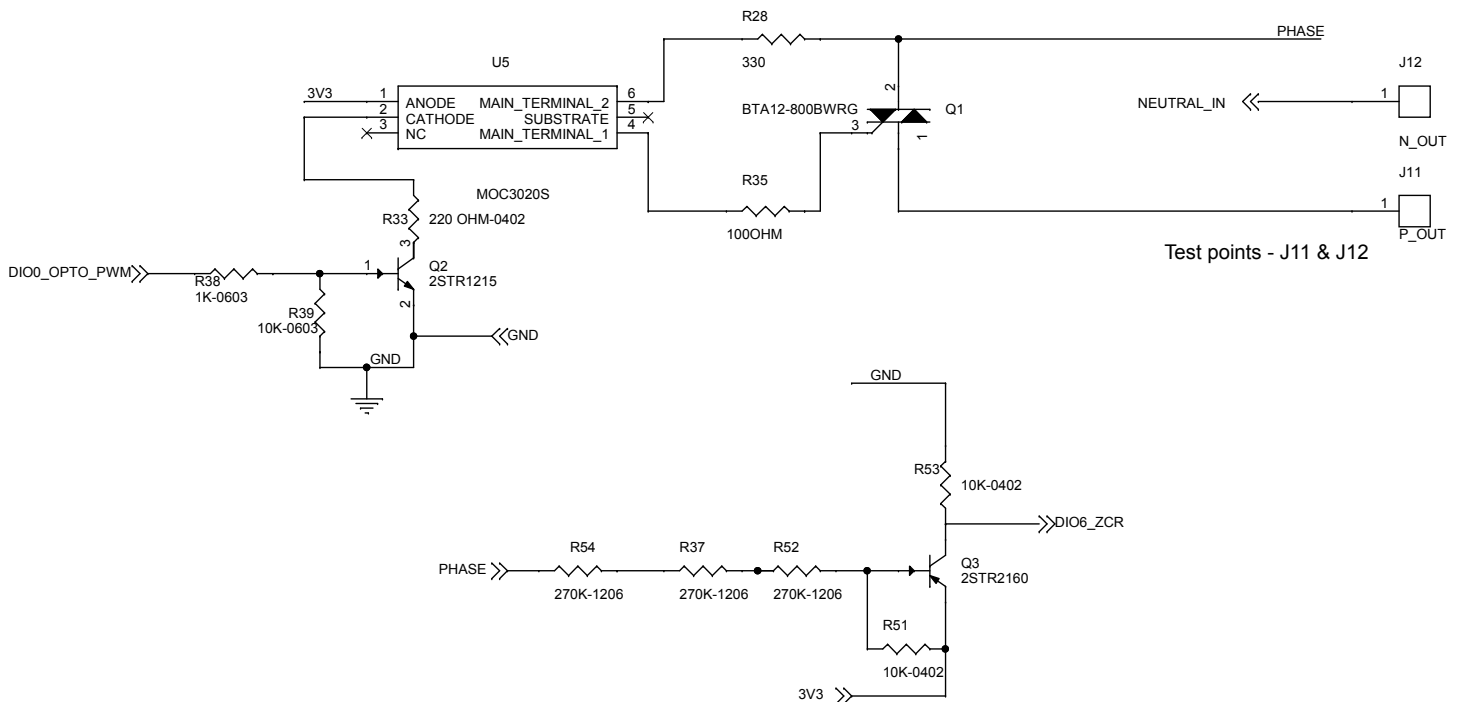 R28
330
PHASE
U5
3V3
1 ANODE MAIN_TERMINAL_2 6
2 CATHODE SUBSTRATE 5
3 NC MAIN_TERMINAL_1 4
MOC3020S
BTA12-800BWRG
2
3
1
Q1
R35
100OHM
NEUTRAL_IN
J12
1
N_OUT
J11
1
P_OUT
Test points - J11 & J12
R33 220 OHM-0402
3
DIO0_OPTO_PWM
R38
1K-0603
1
Q2
2STR1215
2
R39
10K-0603
GND
GND
GND
R53
10K-0402
DIO6_ZCR
PHASE
R54
270K-1206
R37
270K-1206
R52
270K-1206
Q3
2STR2160
R51
10K-0402
3V3